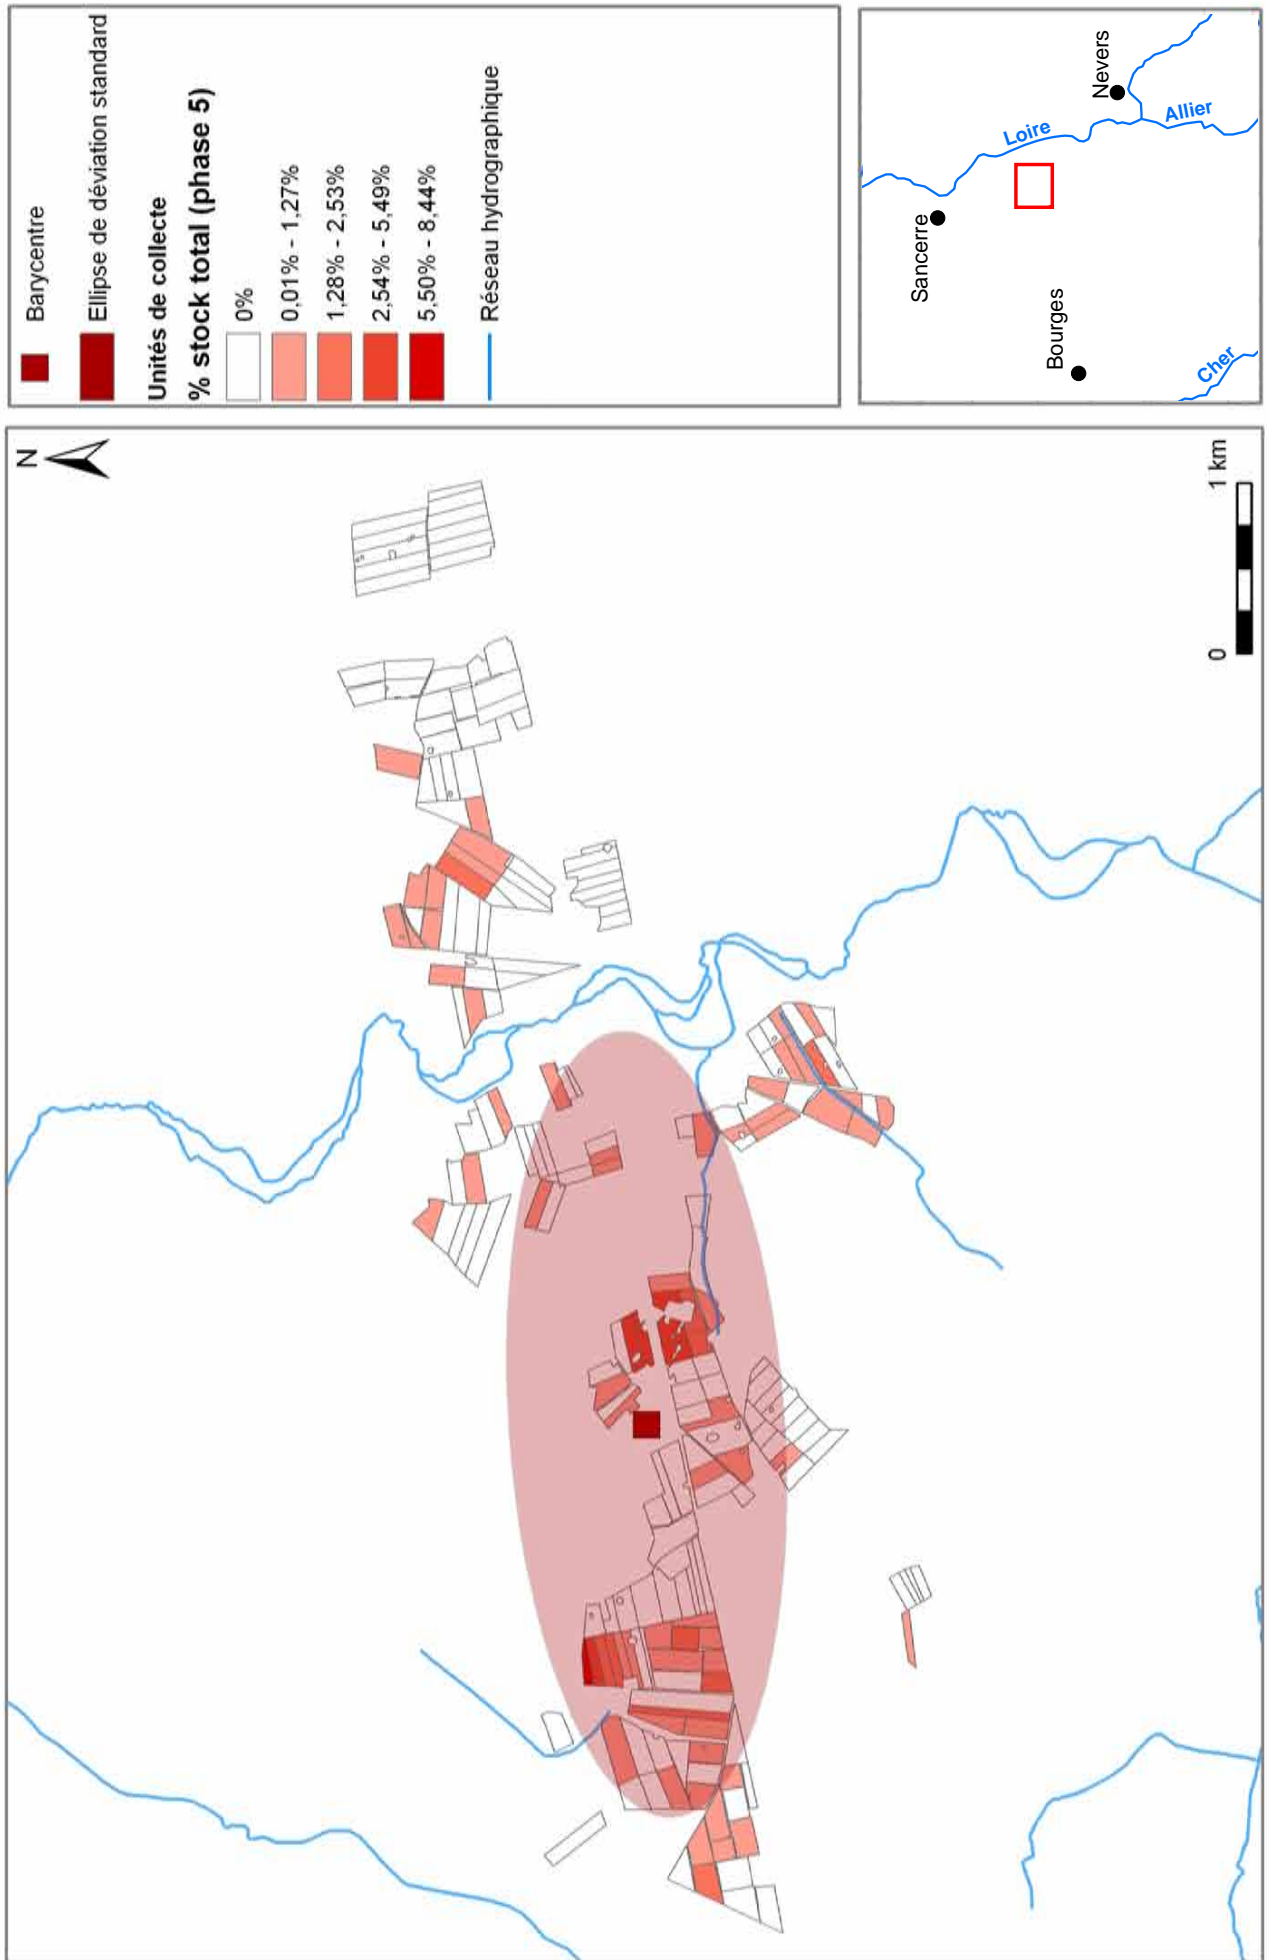 Barycentre
Ellipse de déviation standard
Unités de collecte
% stock total (phase 5)
0%
0,01% - 1,27%
1,28% - 2,53%
2,54% - 5,49%
5,50% - 8,44%
Réseau hydrographique
N
0
1 km
Sancerre
Bourges
Nevers
Loire
Allier
Cher